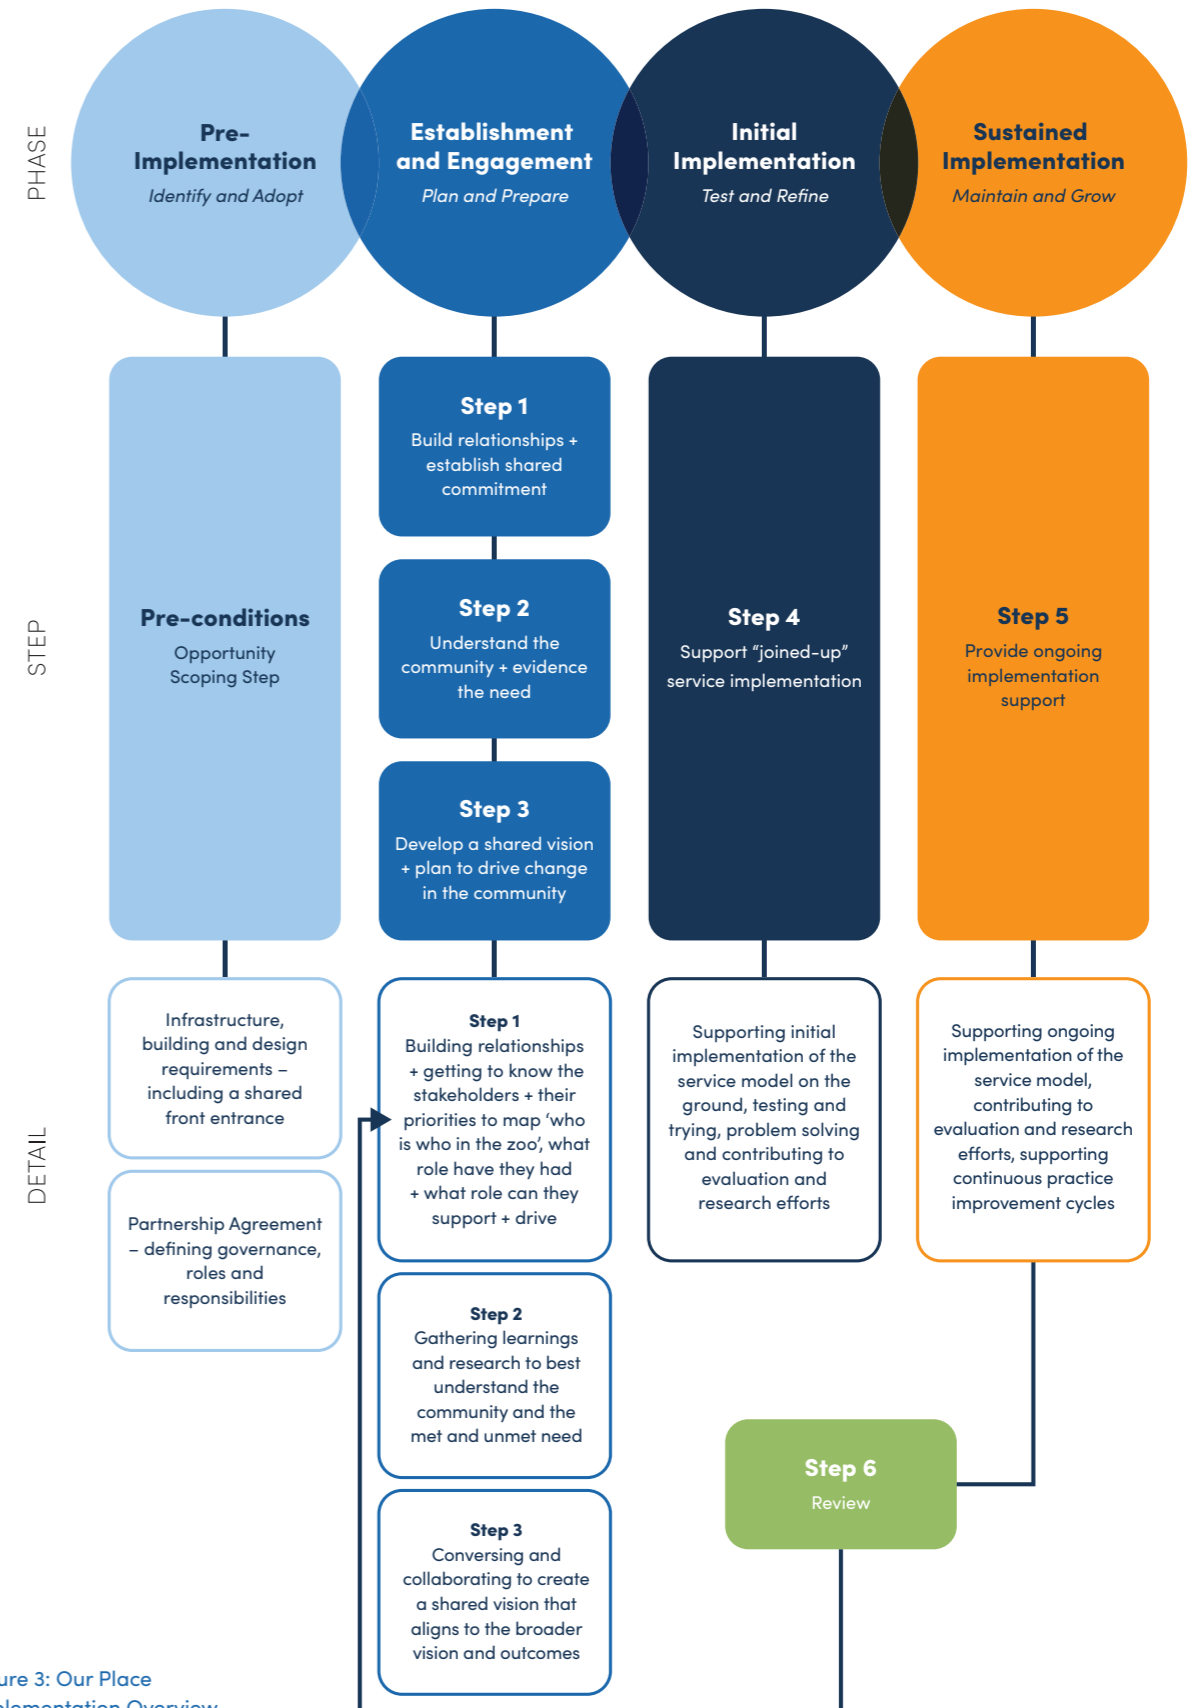 PHASE
Pre-
Implementation
Identify and Adopt
Establishment
and Engagement
Plan and Prepare
Initial
Implementation
Test and Refine
Sustained
Implementation
Maintain and Grow
STEP
Pre-conditions
Opportunity
Scoping Step
Step 1
Build relationships +
establish shared
commitment
Step 2
Understand the
community + evidence
the need
Step 3
Develop a shared vision
+ plan to drive change
in the community
Step 4
Support “joined-up”
service implementation
Step 5
Provide ongoing
implementation
support
DETAIL
Infrastructure,
building and design
requirements –
including a shared
front entrance
Partnership Agreement
– defining governance,
roles and
responsibilities
Step 1
Building relationships
+ getting to know the
stakeholders + their
priorities to map ‘who
is who in the zoo’, what
role have they had
+ what role can they
support + drive
Step 2
Gathering learnings
and research to best
understand the
community and the
met and unmet need
Step 3
Conversing and
collaborating to create
a shared vision that
aligns to the broader
vision and outcomes
Supporting initial
implementation of the
service model on the
ground, testing and
trying, problem solving
and contributing to
evaluation and
research efforts
Supporting ongoing
implementation of the
service model,
contributing to
evaluation and research
efforts, supporting
continuous practice
improvement cycles
Step 6
Review
ure 3: Our Place
plementation Overview